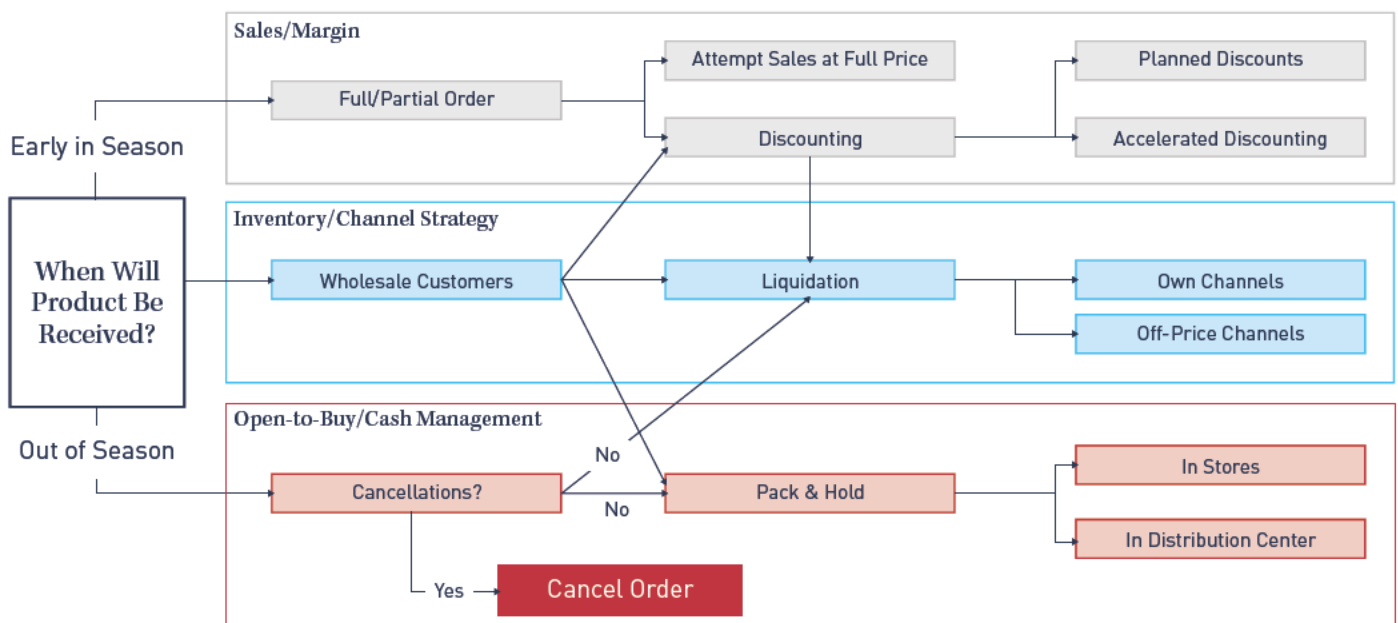 Sales/Margin
Attempt Sales at Full Price
Planned Discounts
Full/Partial Order
Early in Season
Discounting
Accelerated Discounting
Inventory/Channel Strategy
When Will
Product Be
Received?
Wholesale Customers
Liquidation
Own Channels
Off-Price Channels
Open-to-Buy/Cash Management
Out of Season
No
In Stores
Cancellations?
Pack & Hold
No
In Distribution Center
Yes
Cancel Order